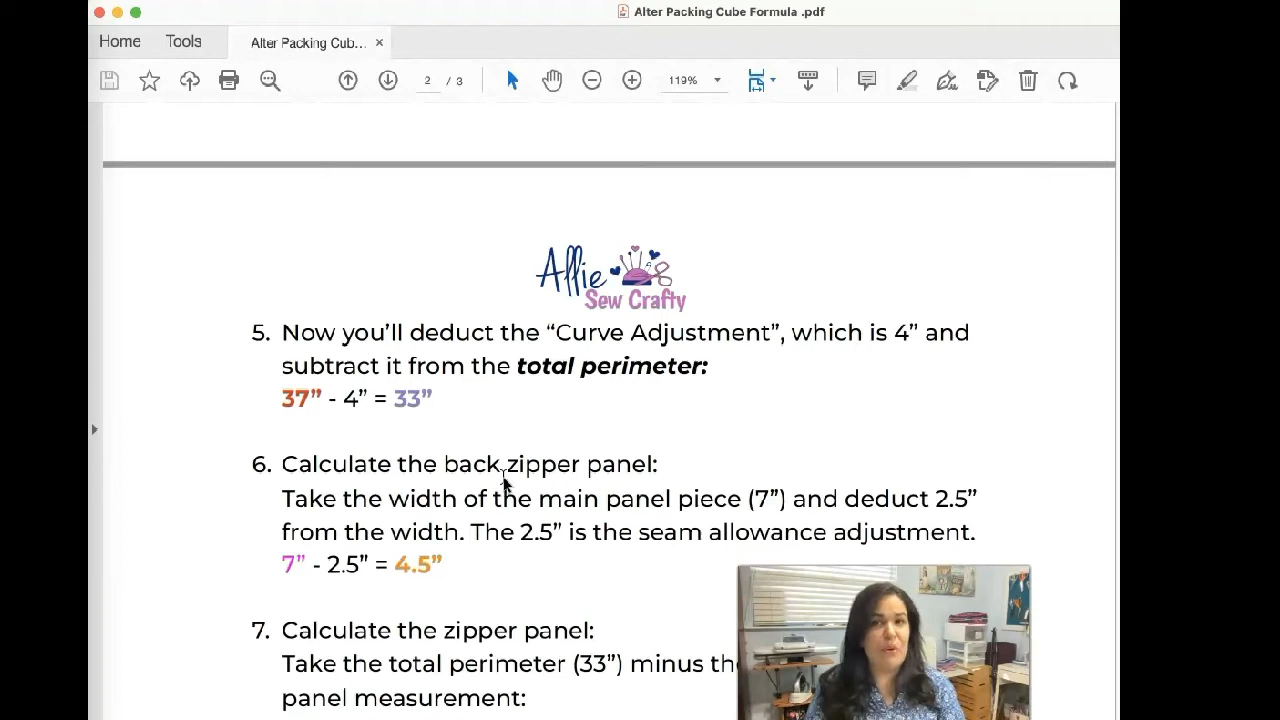 Alter Packing Cube Formula .pdf
Home Tools Alter Packing Cub... ×
2 / 3 119%
Allie
Sew Crafty
5. Now you’ll deduct the “Curve Adjustment”, which is 4” and
subtract it from the total perimeter:
37” - 4” = 33”
6. Calculate the back zipper panel:
Take the width of the main panel piece (7”) and deduct 2.5”
from the width. The 2.5” is the seam allowance adjustment.
7” - 2.5” = 4.5”
7. Calculate the zipper panel:
Take the total perimeter (33”) minus the
panel measurement: